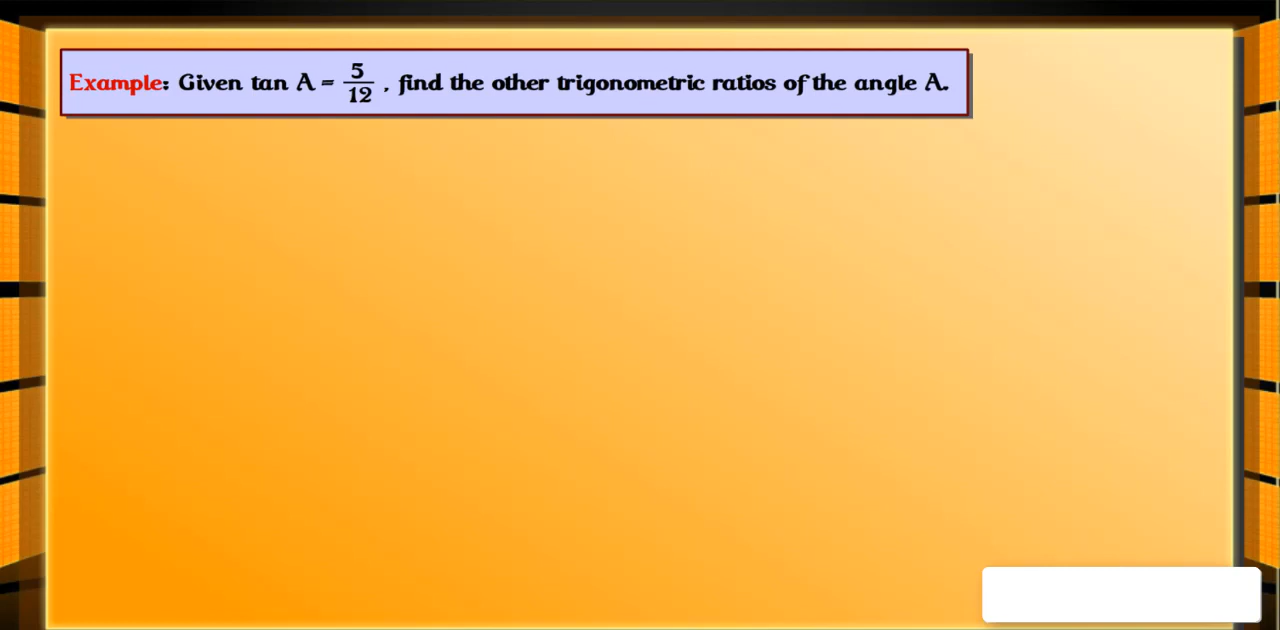 Example: Given tan A = 5/12 , find the other trigonometric ratios of the angle A.